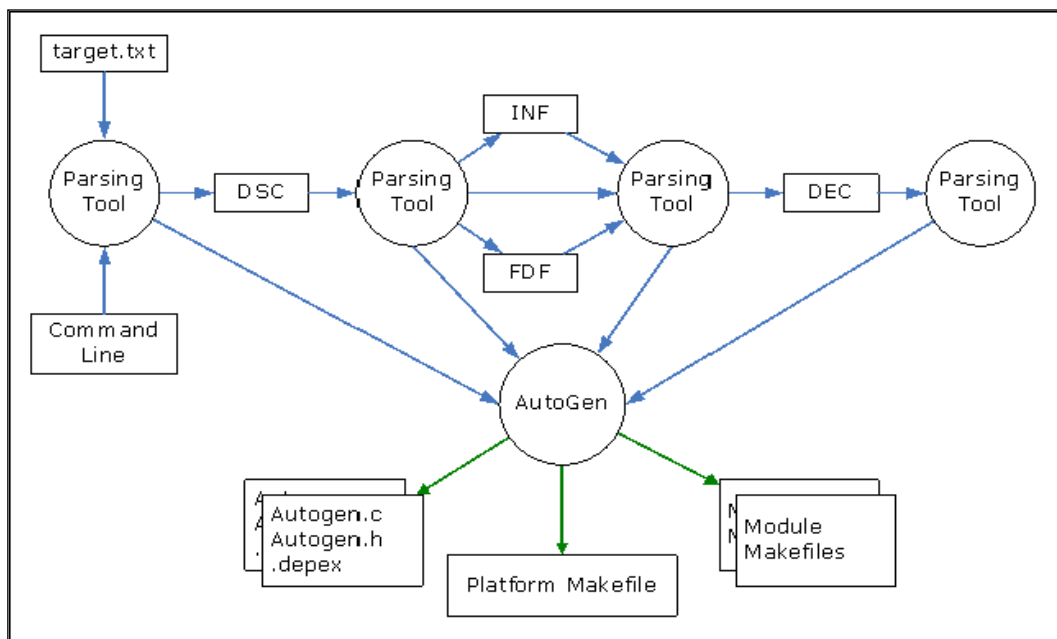 target.txt
INF
Parsing
Tool
DSC
Parsing
Tool
Parsing
Tool
DEC
Parsing
Tool
FDF
Command
Line
AutoGen
Autogen.c
Autogen.h
.depex
Platform Makefile
Module
Makefiles